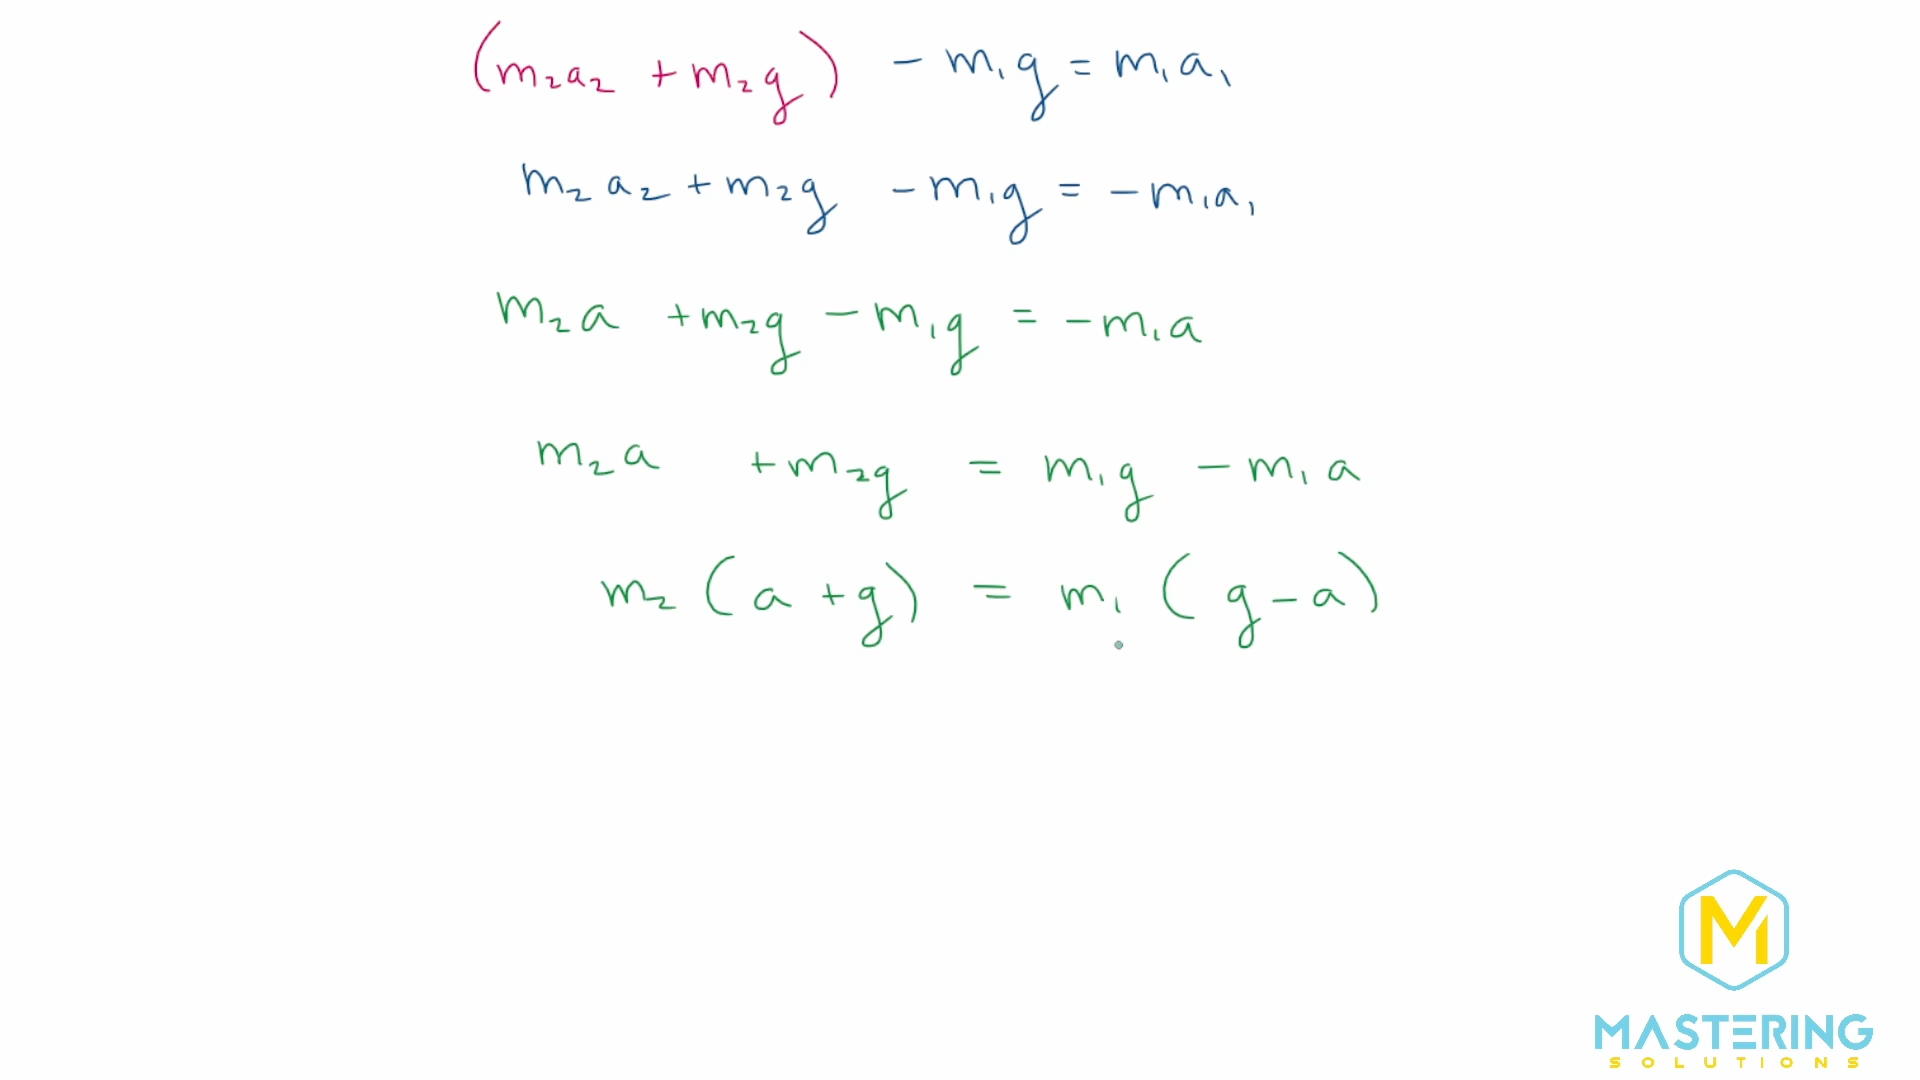 (m₂a₂ + m₂g) - m₁g = m₁a₁
m₂a₂ + m₂g - m₁g = -m₁a₁
m₂a + m₂g - m₁g = -m₁a
m₂a + m₂g = m₁g - m₁a
m₂(a + g) = m₁(g - a)
M
MASTERING
SOLUTIONS